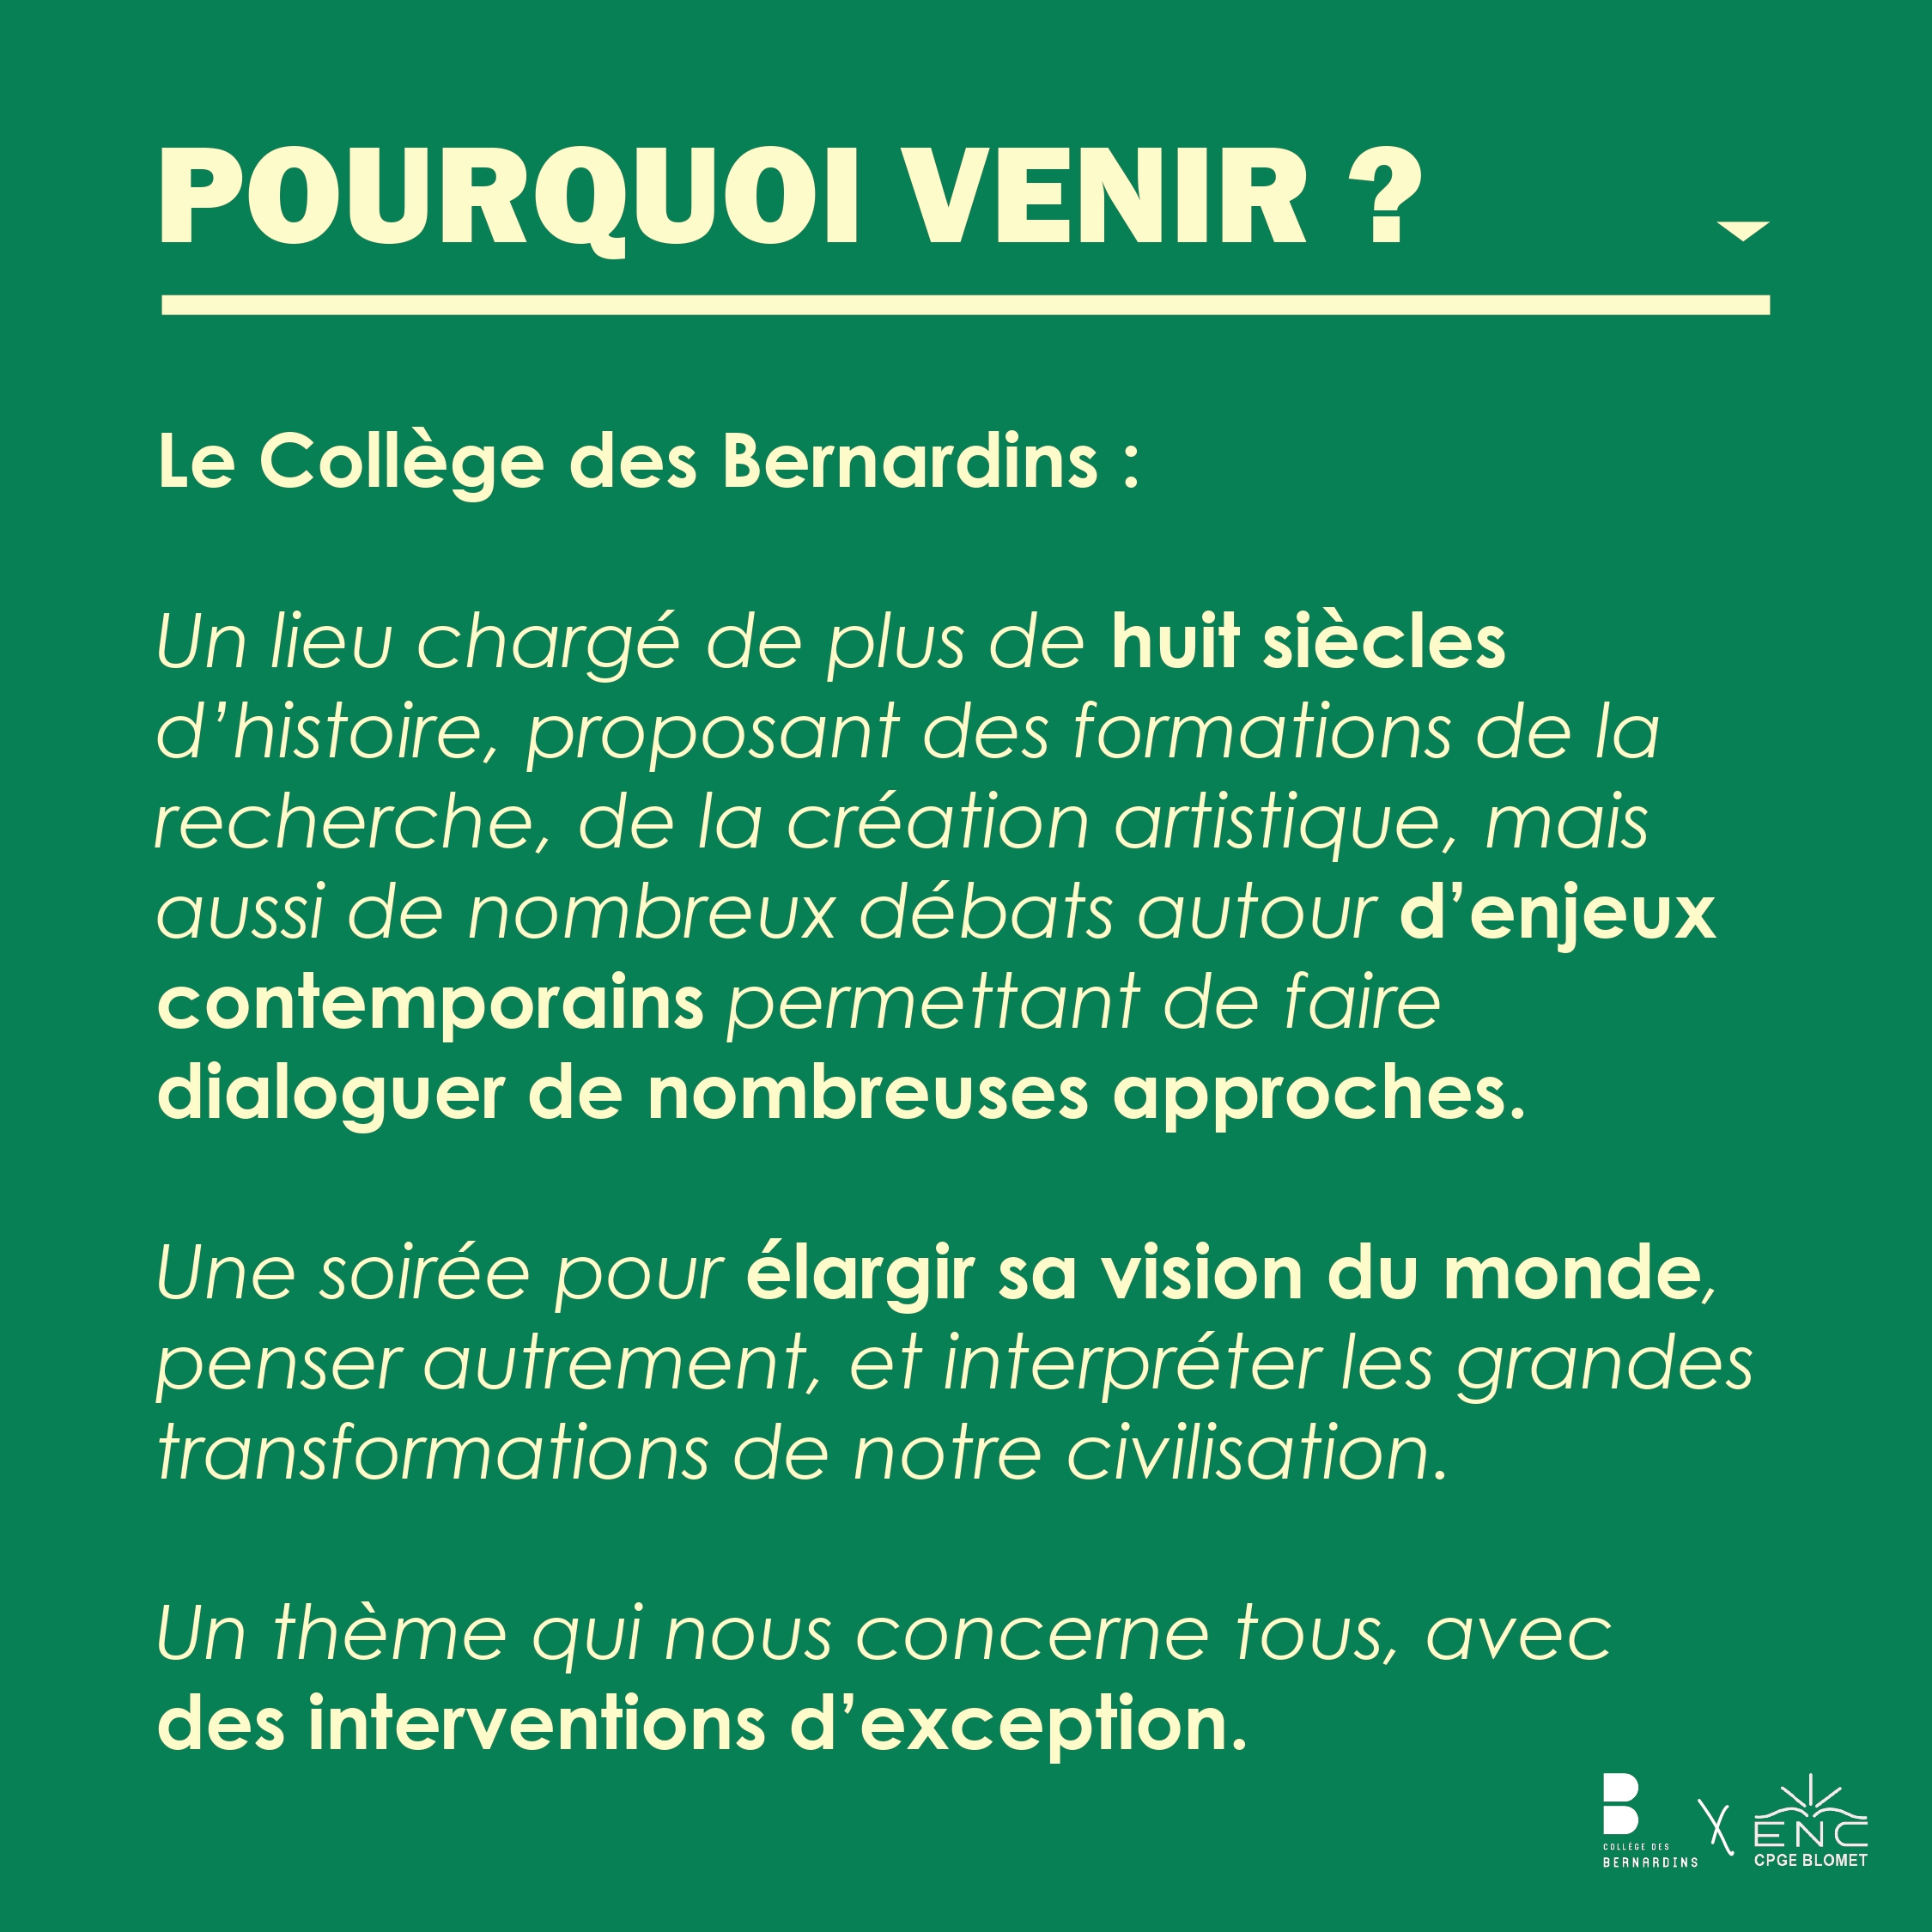 POURQUOI VENIR ?
Le Collège des Bernardins :
Un lieu chargé de plus de huit siècles
d’histoire, proposant des formations de la
recherche, de la création artistique, mais
aussi de nombreux débats autour d’enjeux
contemporains permettant de faire
dialoguer de nombreuses approches.
Une soirée pour élargir sa vision du monde,
penser autrement, et interpréter les grandes
transformations de notre civilisation.
Un thème qui nous concerne tous, avec
des interventions d’exception.
B
COLLÈGE DES
BERNARDINS
X
ENC
CPGE BLOMET